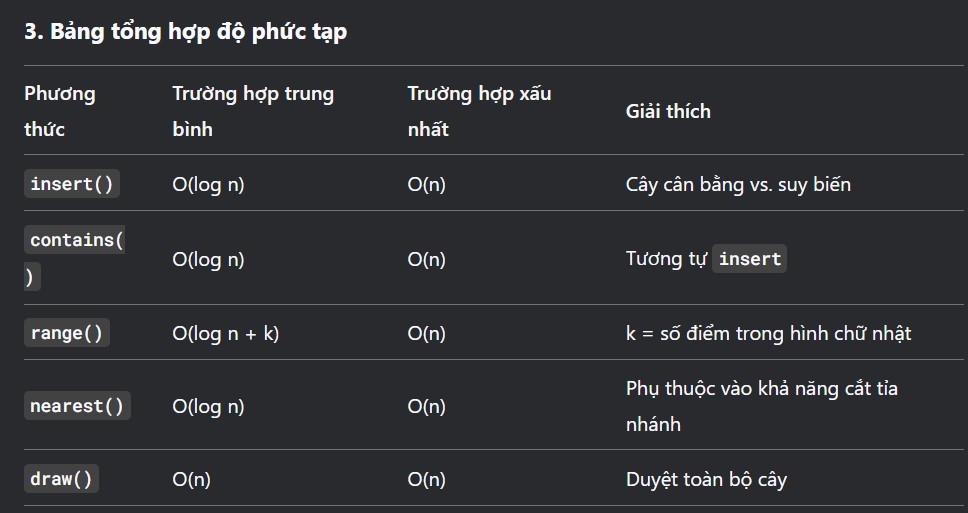 3. Bảng tổng hợp độ phức tạp
Phương thức
Trường hợp trung bình
Trường hợp xấu nhất
Giải thích
insert()
O(log n)
O(n)
Cây cân bằng vs. suy biến
contains()
O(log n)
O(n)
Tương tự insert
range()
O(log n + k)
O(n)
k = số điểm trong hình chữ nhật
nearest()
O(log n)
O(n)
Phụ thuộc vào khả năng cắt tỉa
nhánh
draw()
O(n)
O(n)
Duyệt toàn bộ cây